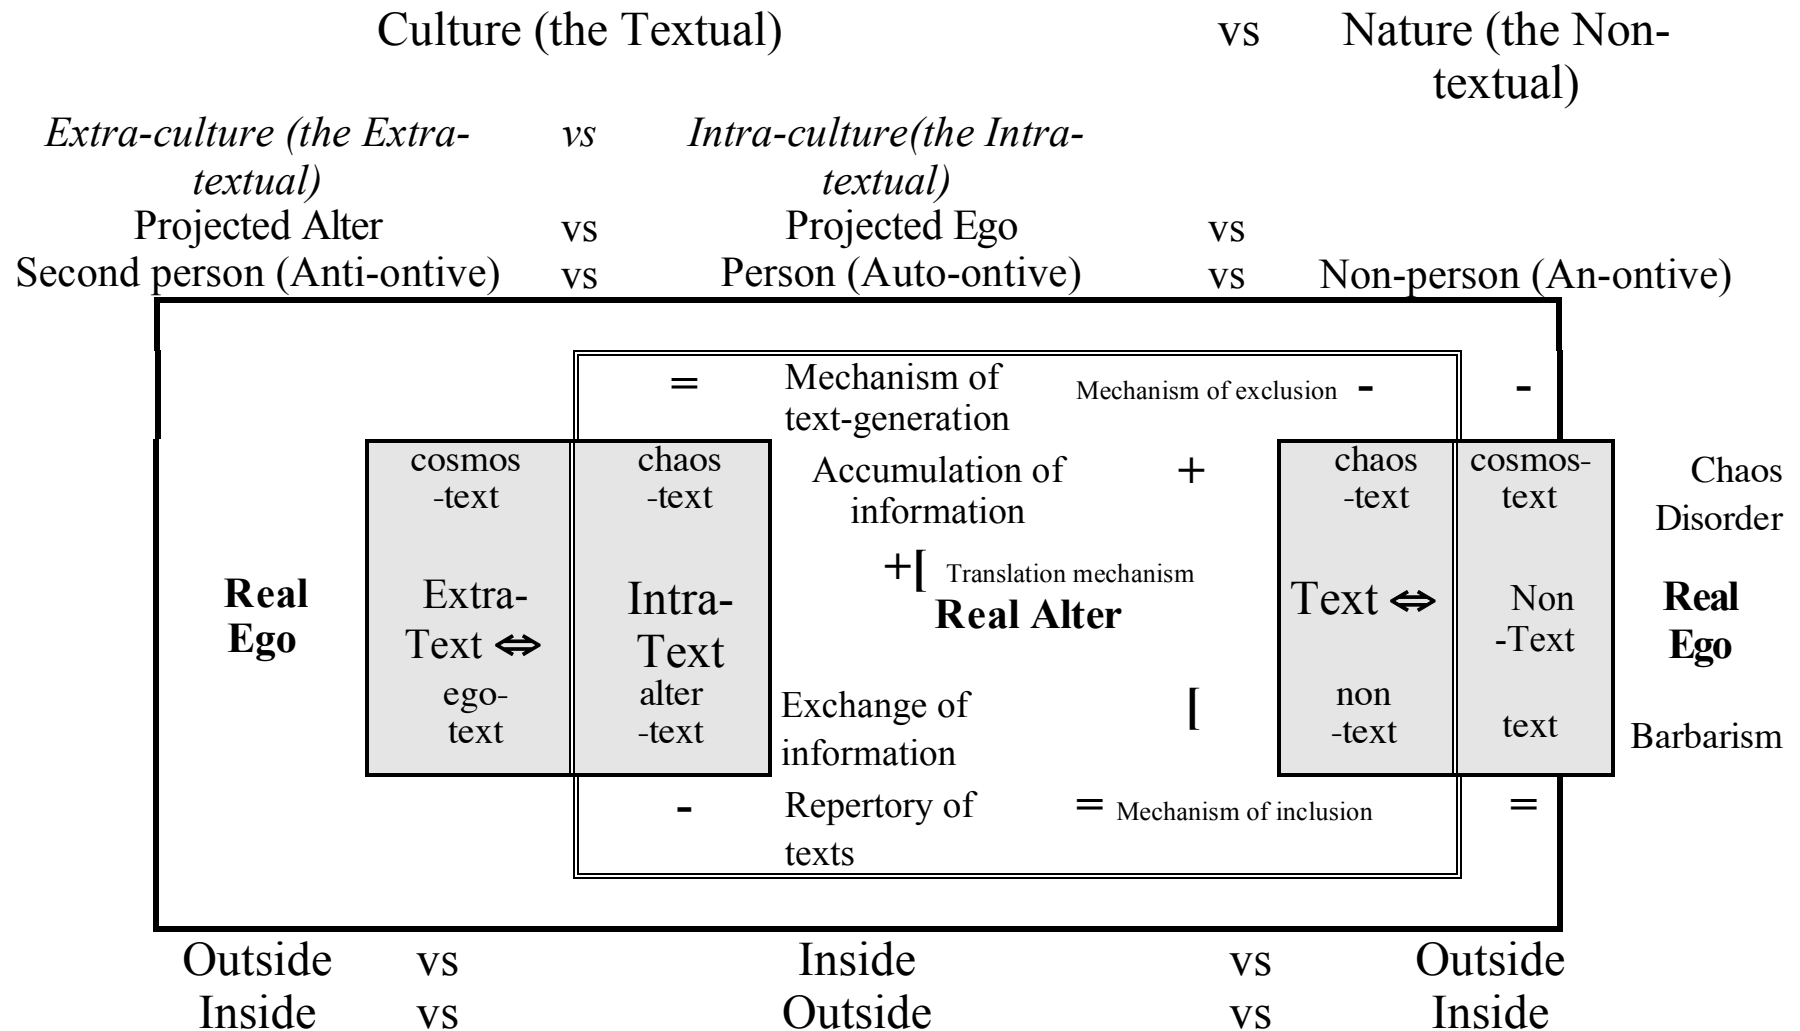 Culture (the Textual) vs Nature (the Non-
textual)
Extra-culture (the Extra- vs Intra-culture(the Intra-
textual) textual)
Projected Alter vs Projected Ego vs
Second person (Anti-ontive) vs Person (Auto-ontive) vs Non-person (An-ontive)
= Mechanism of Mechanism of exclusion - -
text-generation
cosmos chaos Accumulation of + chaos cosmos- Chaos
-text -text information -text text Disorder
+[ Translation mechanism
Real Extra- Intra- Real Alter Text ⇔ Non Real
Ego Text ⇔ Text -Text Ego
ego- alter Exchange of [ non text Barbarism
text -text information -text
- Repertory of = Mechanism of inclusion =
texts
Outside vs Inside vs Outside
Inside vs Outside vs Inside